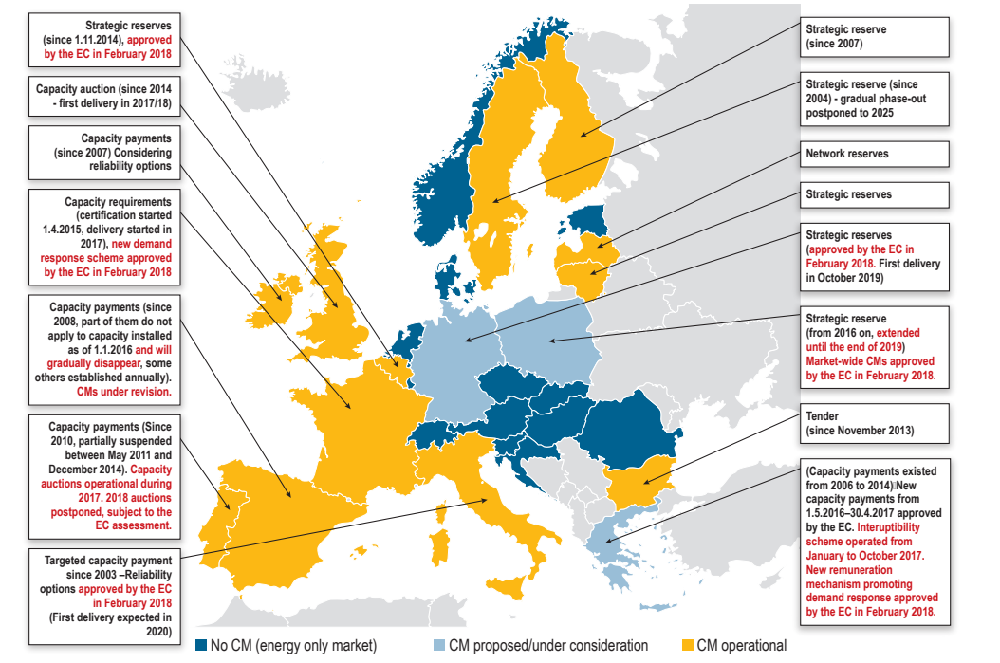 Strategic reserves
(since 1.11.2014), approved
by the EC in February 2018
Capacity auction (since 2014
- first delivery in 2017/18)
Capacity payments
(since 2007) Considering
reliability options
Capacity requirements
(certification started
1.4.2015, delivery started in
2017), new demand
response scheme approved
by the EC in February 2018
Capacity payments (since
2008, part of them do not
apply to capacity installed
as of 1.1.2016 and will
gradually disappear, some
others established annually).
CMs under revision.
Capacity payments (Since
2010, partially suspended
between May 2011 and
December 2014). Capacity
auctions operational during
2017. 2018 auctions
postponed, subject to the
EC assessment.
Targeted capacity payment
since 2003 –Reliability
options approved by the EC
in February 2018
(First delivery expected in
2020)
Strategic reserve
(since 2007)
Strategic reserve (since
2004) - gradual phase-out
postponed to 2025
Network reserves
Strategic reserves
Strategic reserves
(approved by the EC in
February 2018. First delivery
in October 2019)
Strategic reserve
(from 2016 on, extended
until the end of 2019)
Market-wide CMs approved
by the EC in February 2018.
Tender
(since November 2013)
(Capacity payments existed
from 2006 to 2014) New
capacity payments from
1.5.2016–30.4.2017 approved
by the EC. Interuptibility
scheme operated from
January to October 2017.
New remuneration
mechanism promoting
demand response approved
by the EC in February 2018.
No CM (energy only market)
CM proposed/under consideration
CM operational